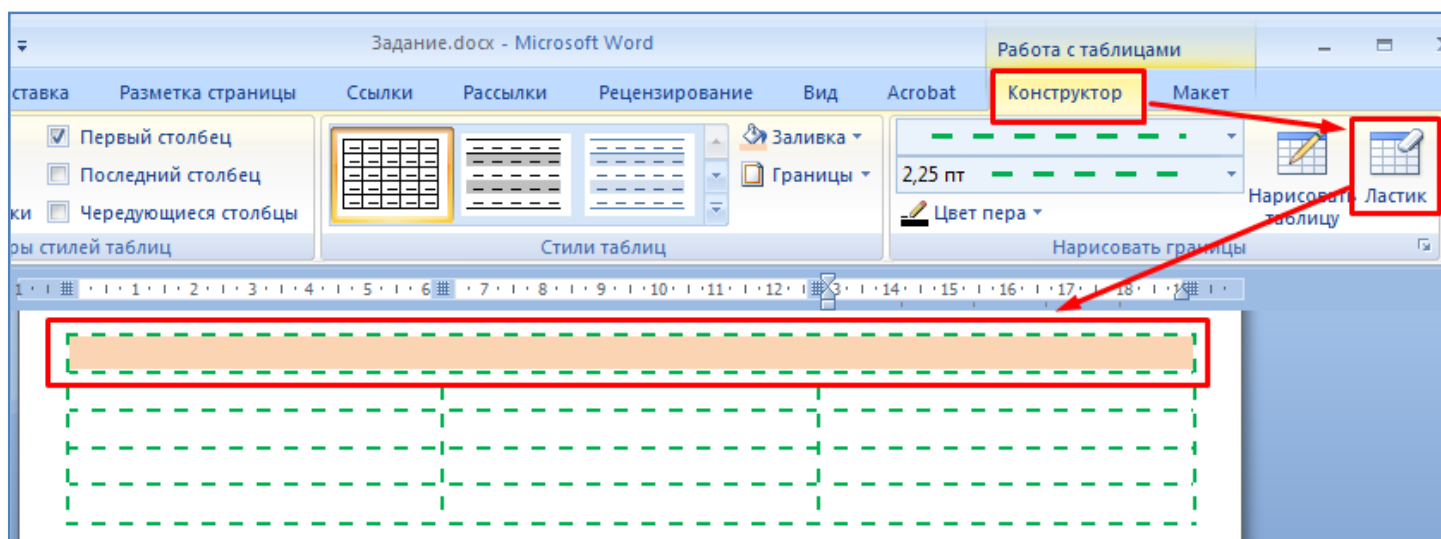 Задание.docx - Microsoft Word
Работа с таблицами
ставка Разметка страницы Ссылки Рассылки Рецензирование Вид Acrobat Конструктор Макет
Первый столбец
Последний столбец
ки Чередующиеся столбцы
ры стилей таблиц
Заливка
Границы
Стили таблиц
2,25 пт
Цвет пера
Нарисовать таблицу
Ластик
Нарисовать границы
1 1 2 3 4 5 6 7 8 9 10 11 12 3 14 15 16 17 18 1